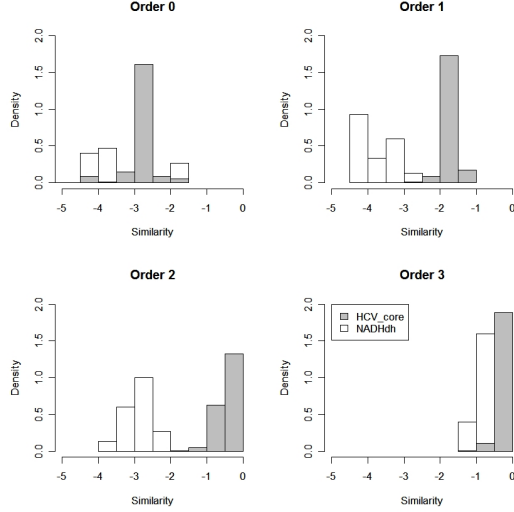 Order 0
Density
0.0 0.5 1.0 1.5 2.0
-5 -4 -3 -2 -1 0
Similarity
Order 1
Density
0.0 0.5 1.0 1.5 2.0
-5 -4 -3 -2 -1 0
Similarity
Order 2
Density
0.0 0.5 1.0 1.5 2.0
-5 -4 -3 -2 -1 0
Similarity
Order 3
Density
0.0 0.5 1.0 1.5 2.0
HCV_core
NADHdh
-5 -4 -3 -2 -1 0
Similarity